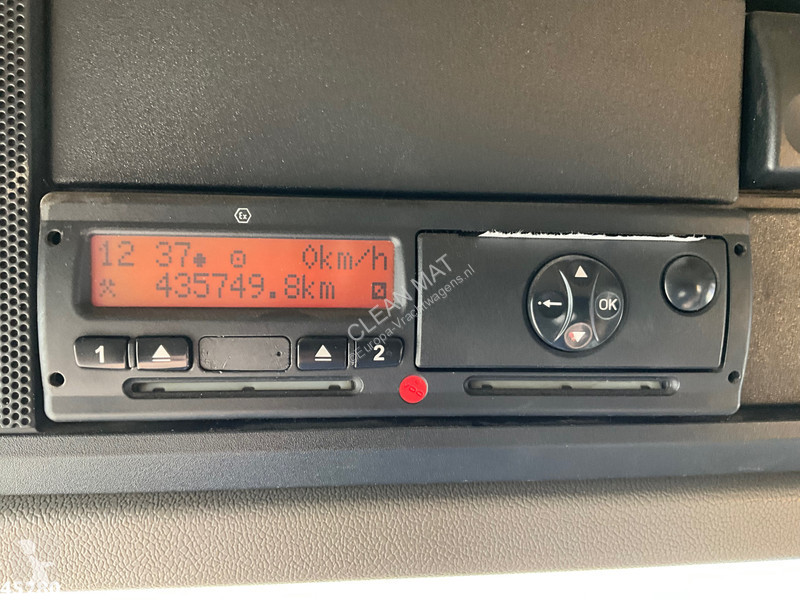 Ex
12 37 0km/h
435749.8km
1 2
OK
CLEAN MAT
Europa-Vrachtwagens.nl